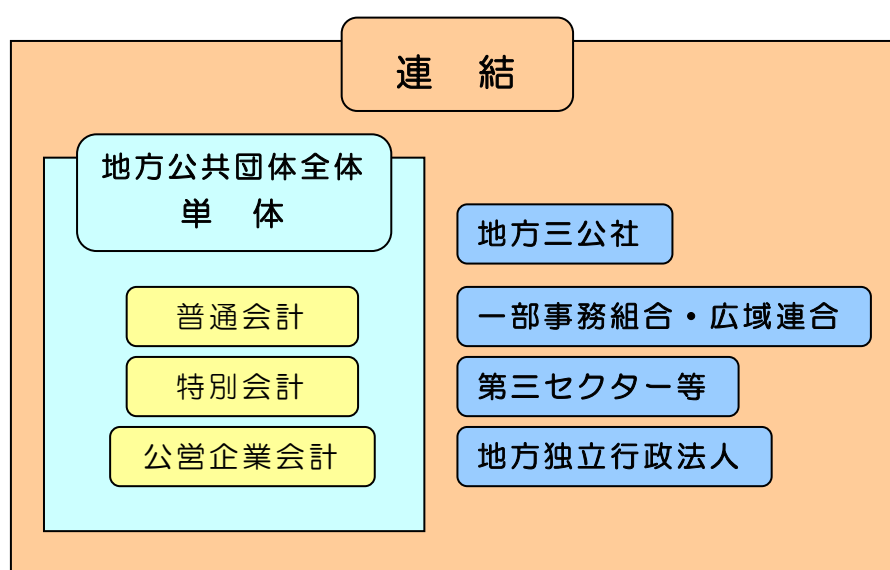 連 結
地方公共団体全体
単 体
普通会計
特別会計
公営企業会計
地方三公社
一部事務組合・広域連合
第三セクター等
地方独立行政法人